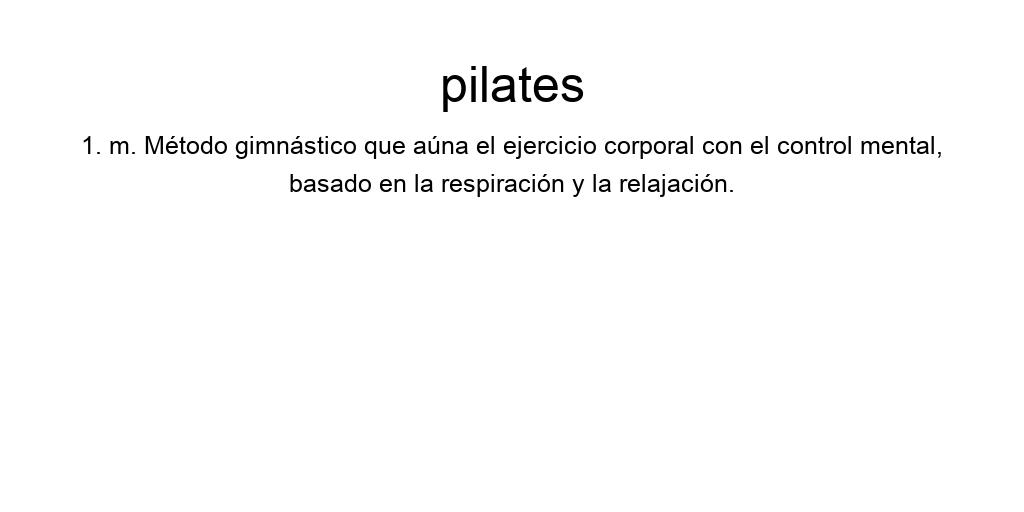 pilates
1. m. Método gimnástico que aúna el ejercicio corporal con el control mental,
basado en la respiración y la relajación.